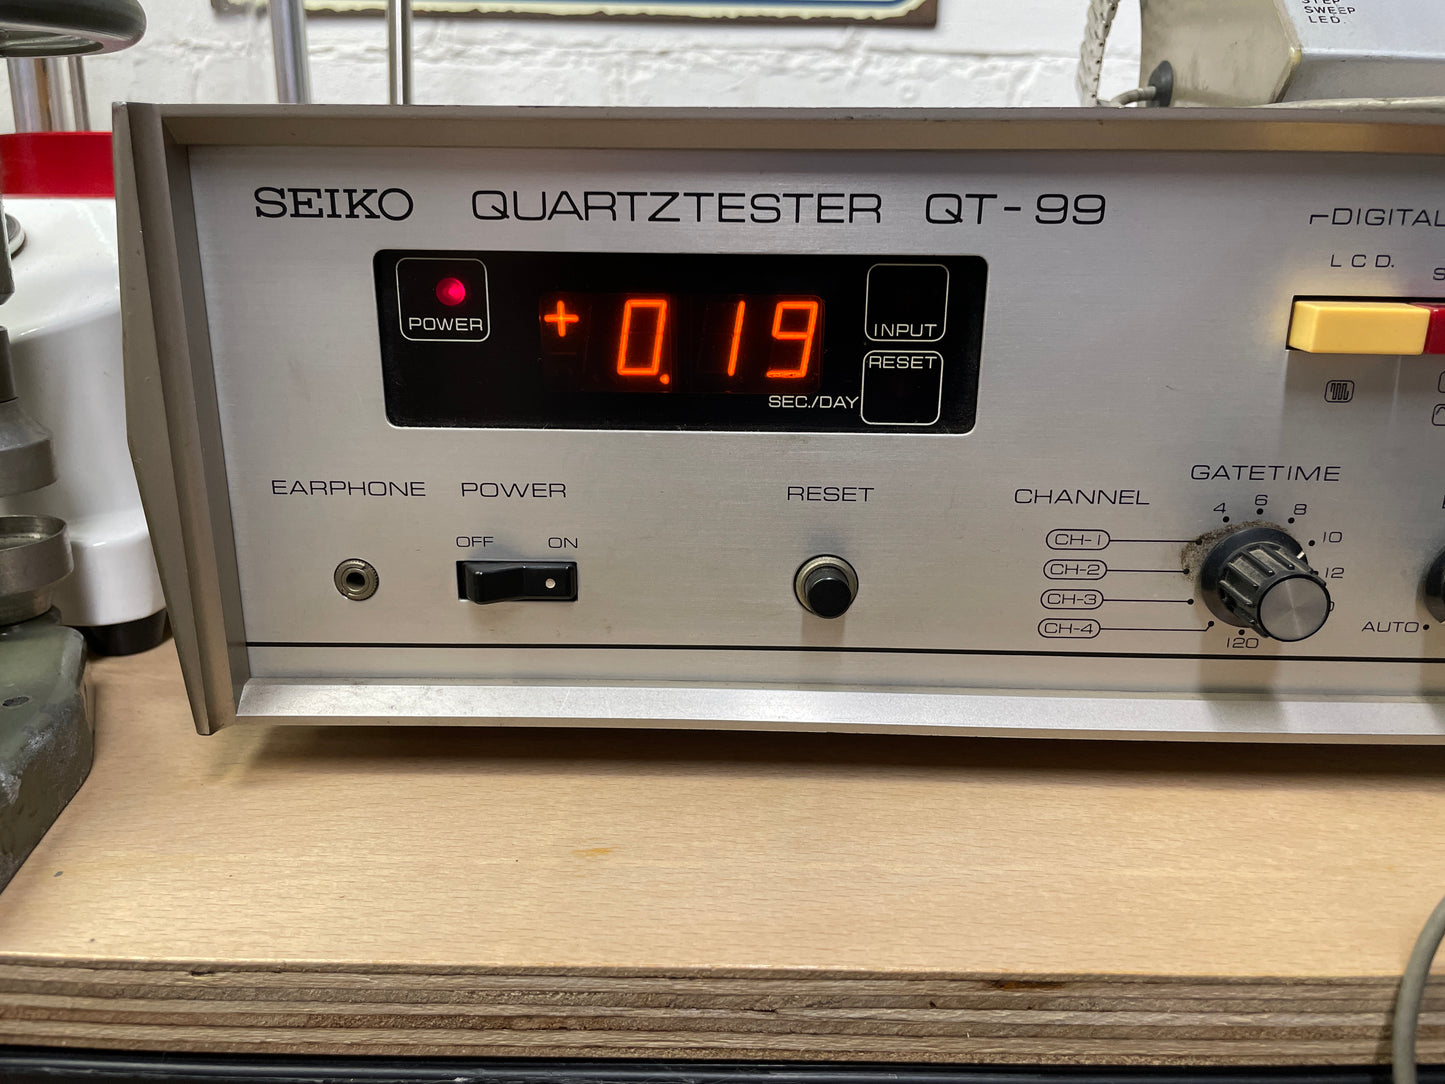 STEP
SWEEP
LED.
SEIKO QUARTZTESTER QT-99
DIGITAL
L C D.
POWER
+ 0.19
INPUT
RESET
SEC./DAY
EARPHONE
POWER
OFF ON
RESET
CHANNEL
CH-1
CH-2
CH-3
CH-4
GATETIME
4 6 8 10 12
120
AUTO